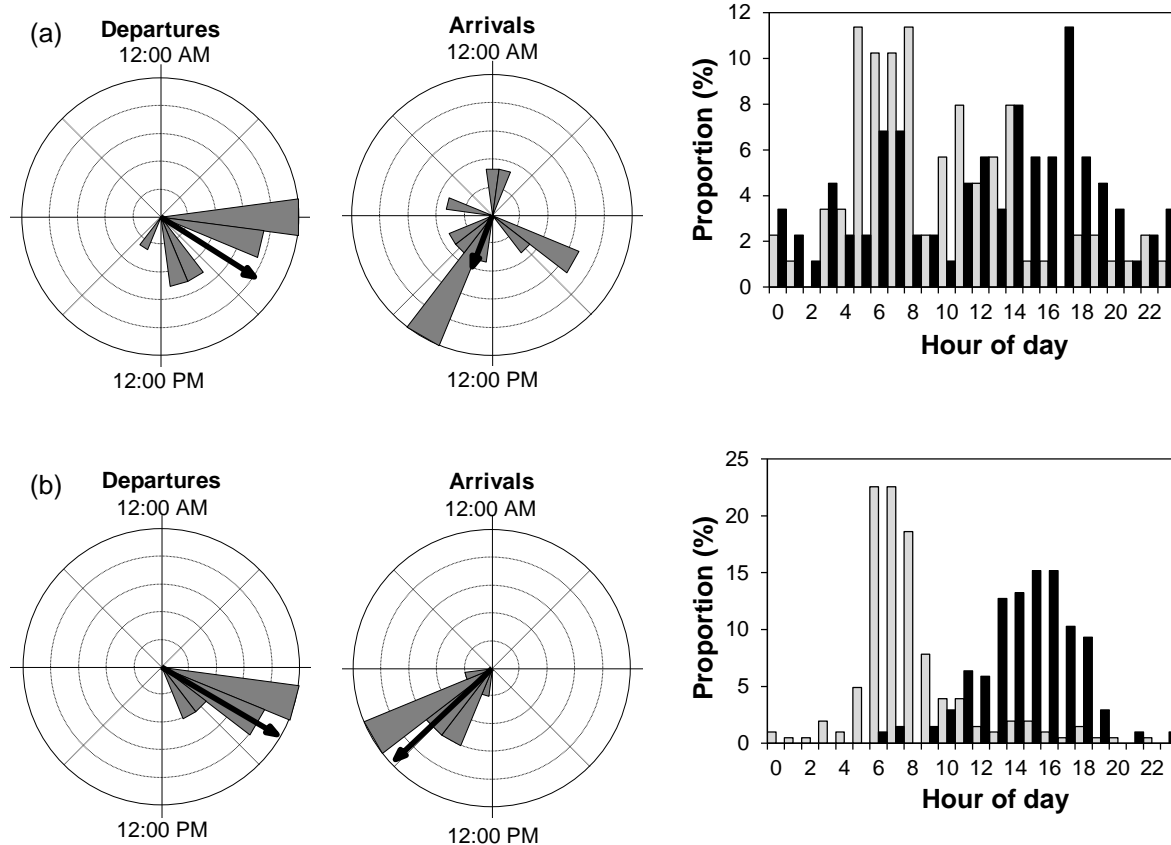 (a)
Departures
12:00 AM
12:00 PM
Arrivals
12:00 AM
12:00 PM
Proportion (%)
12
10
8
6
4
2
0
0 2 4 6 8 10 12 14 16 18 20 22
Hour of day
(b)
Departures
12:00 AM
12:00 PM
Arrivals
12:00 AM
12:00 PM
Proportion (%)
25
20
15
10
5
0
0 2 4 6 8 10 12 14 16 18 20 22
Hour of day